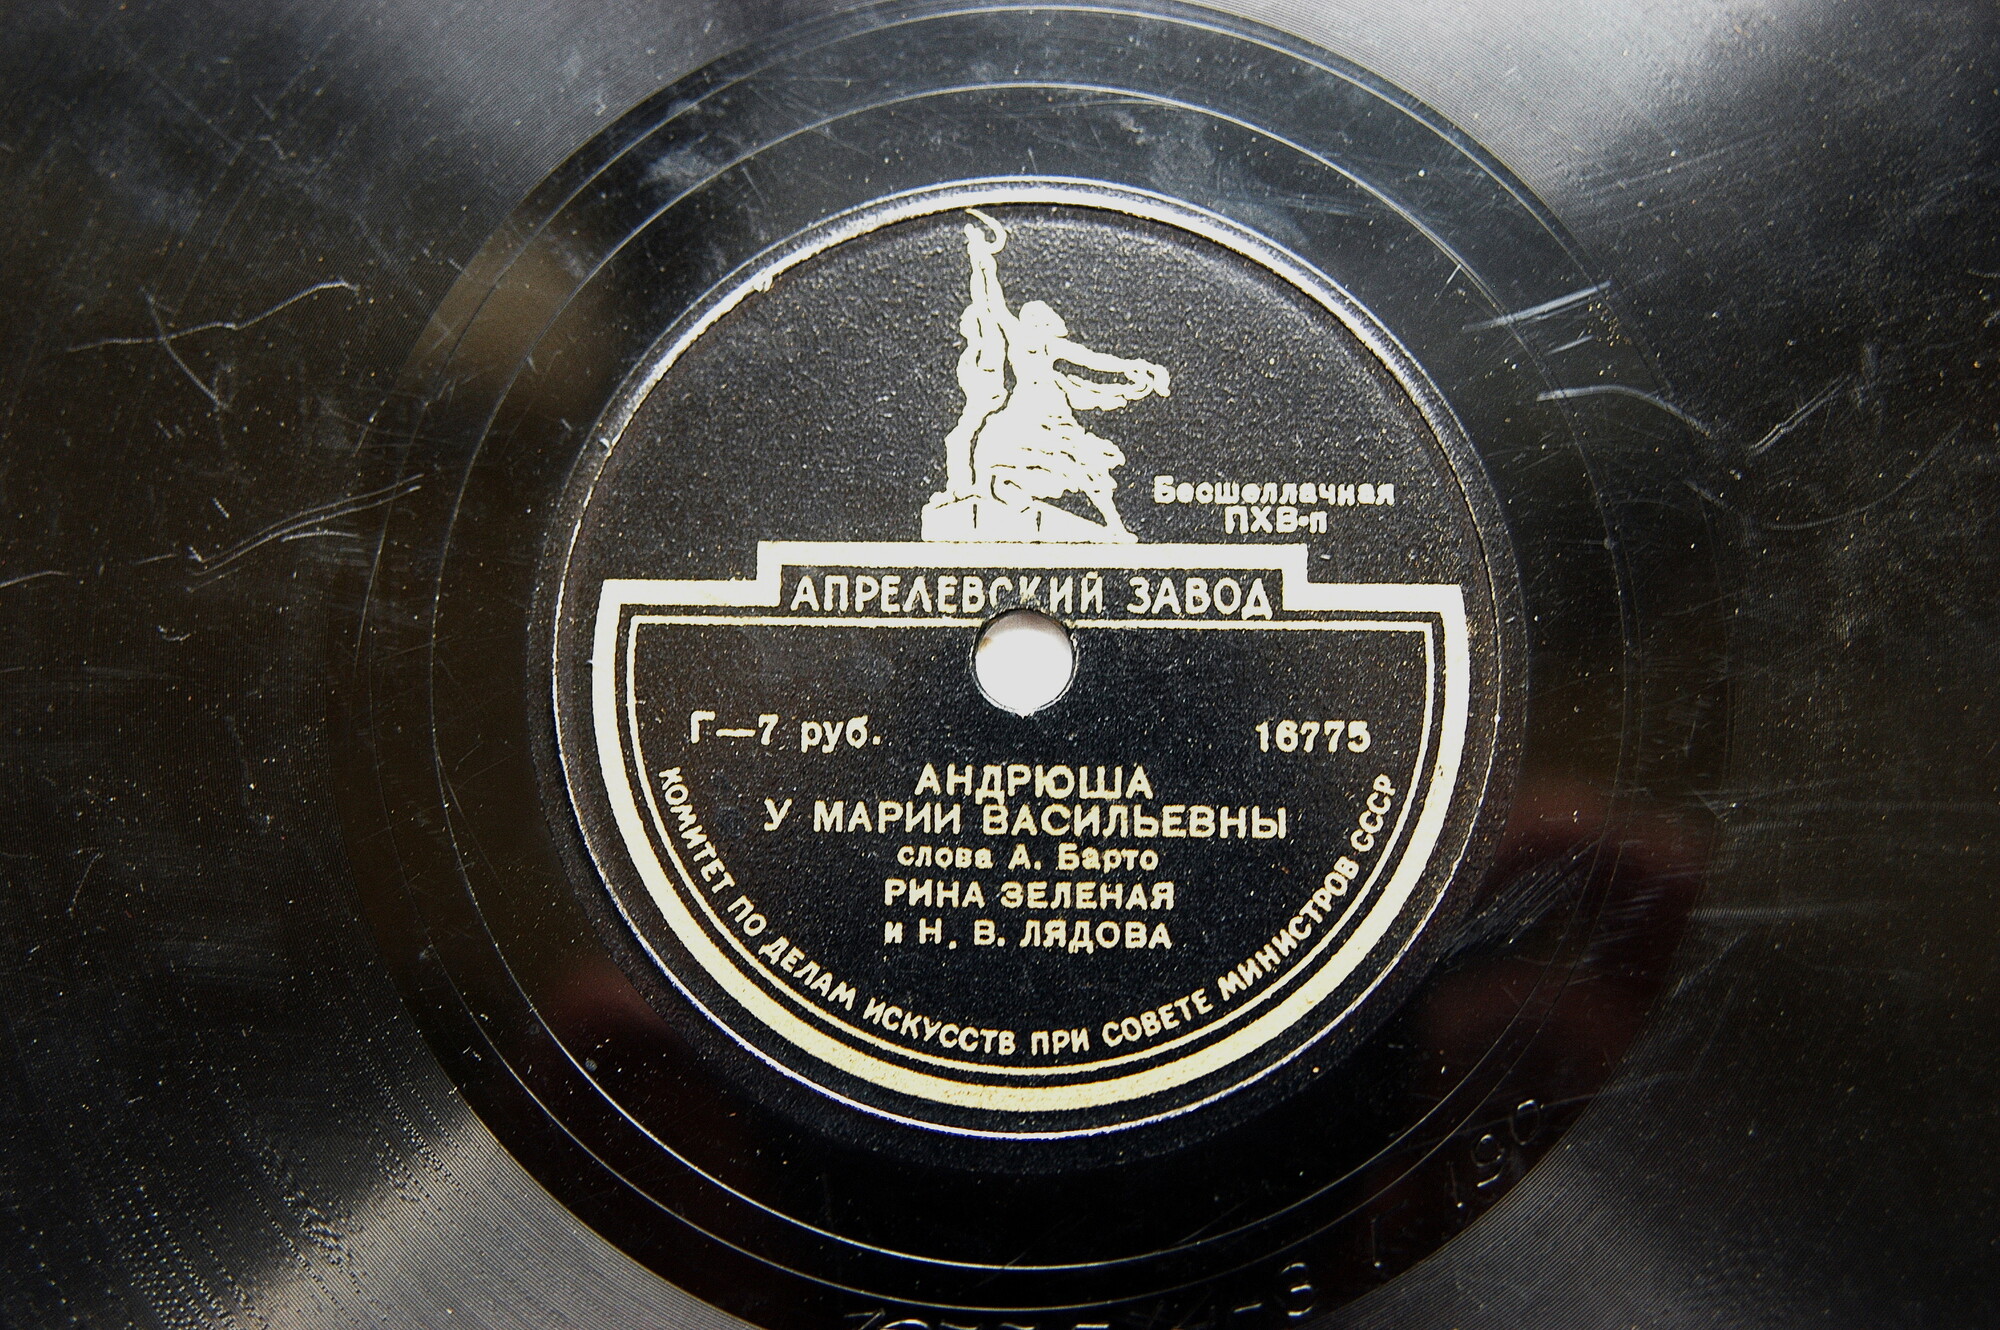 Бесшеллачная
ПХВ-п
АПРЕЛЕВСКИЙ ЗАВОД
Г—7 руб.
16775
АНДРЮША
У МАРИИ ВАСИЛЬЕВНЫ
слова А. Барто
РИНА ЗЕЛЕНАЯ
и Н. В. ЛЯДОВА
КОМИТЕТ ПО ДЕЛАМ ИСКУССТВ ПРИ СОВЕТЕ МИНИСТРОВ СССР